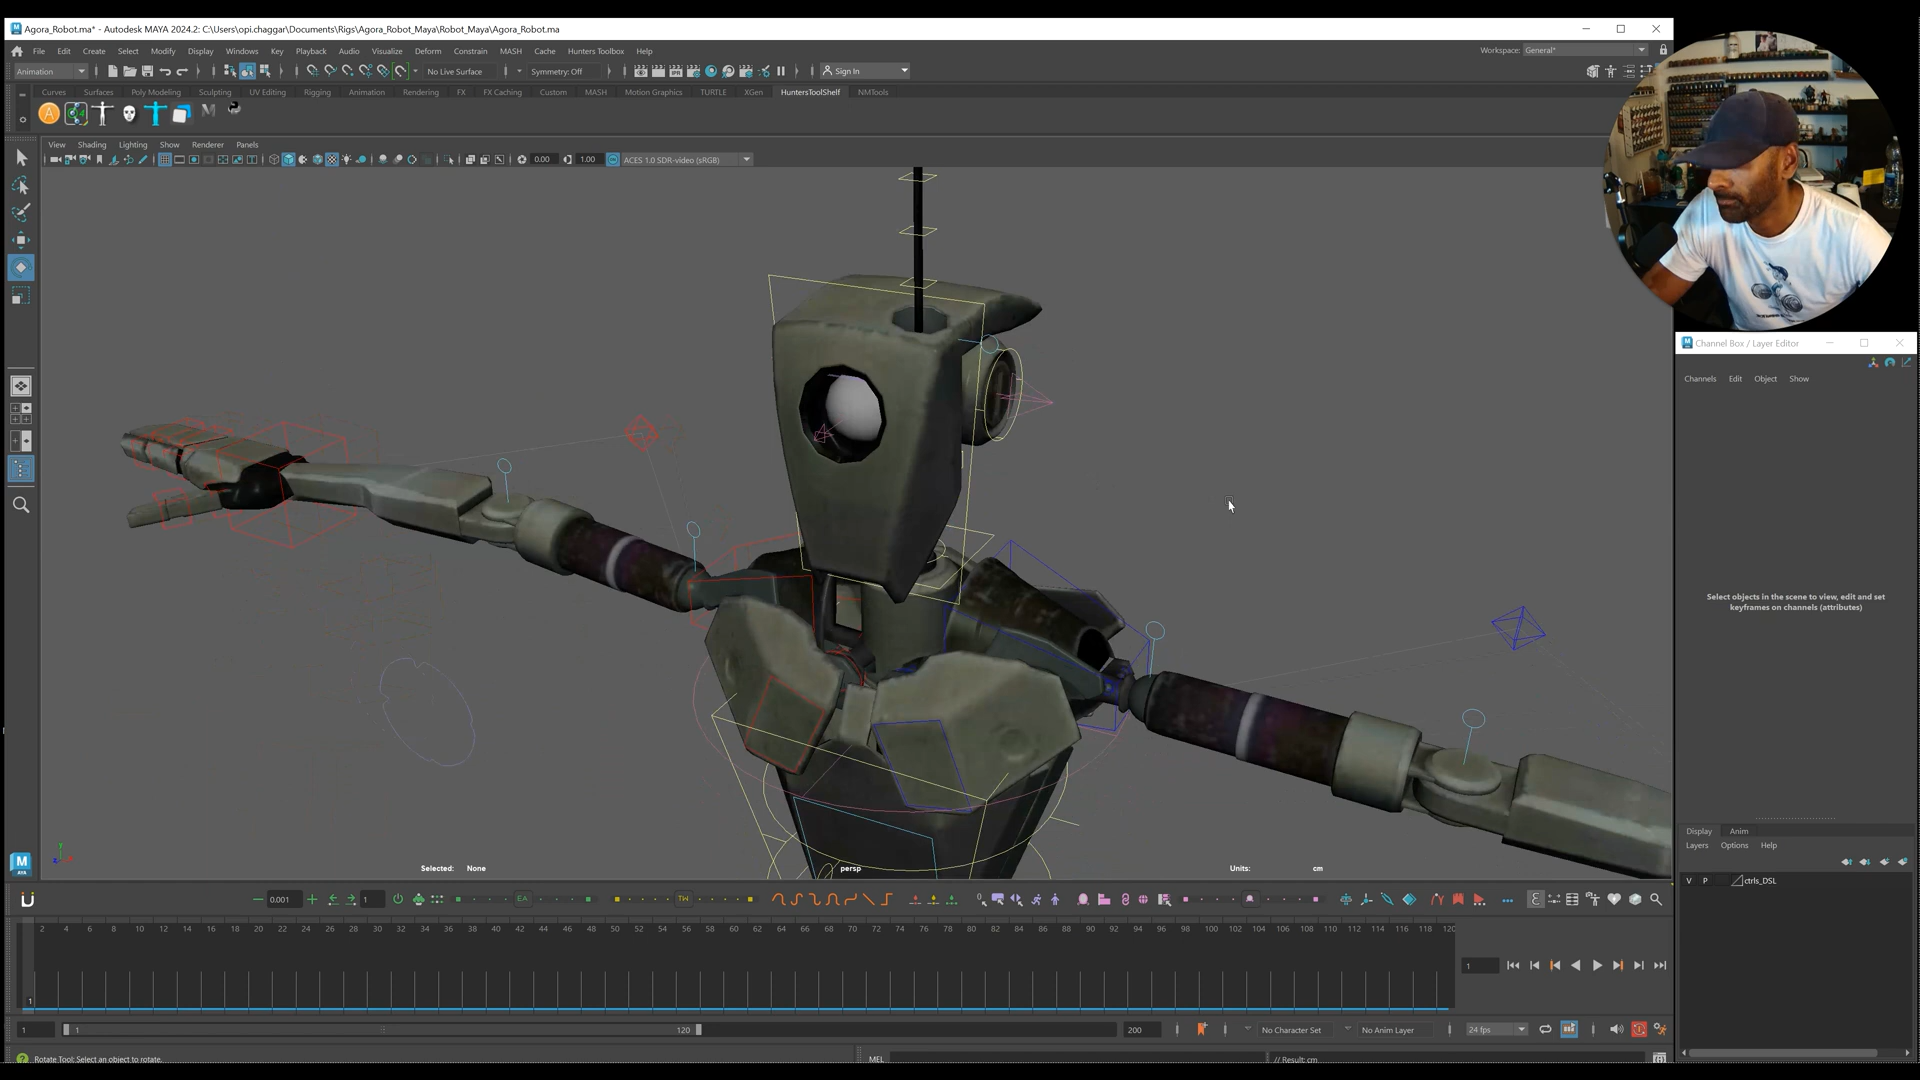 Agora_Robot.ma* - Autodesk MAYA 2024.2: C:\Users\opi.chaggar\Documents\Rigs\Agora_Robot_Maya\Robot_Maya\Agora_Robot.ma
File Edit Create Select Modify Display Windows Key Playback Audio Visualize Deform Constrain MASH Cache Hunters Toolbox Help
Workspace: General*
Animation
No Live Surface
Symmetry: Off
Sign In
Curves Surfaces Poly Modeling Sculpting UV Editing Rigging Animation Rendering FX FX Caching Custom MASH Motion Graphics TURTLE XGen HuntersToolShelf NMTools
View Shading Lighting Show Renderer Panels
0.00 1.00 ACES 1.0 SDR-video (sRGB)
Channel Box / Layer Editor
Channels Edit Object Show
Select objects in the scene to view, edit and set
keyframes on channels (attributes)
Display Anim
Layers Options Help
V P ctrls_DSL
Selected: None
persp
Units: cm
0.001 1 EA TW
2 4 6 8 10 12 14 16 18 20 22 24 26 28 30 32 34 36 38 40 42 44 46 48 50 52 54 56 58 60 62 64 66 68 70 72 74 76 78 80 82 84 86 88 90 92 94 96 98 100 102 104 106 108 110 112 114 116 118 120
1
1
1 1 120 200
No Character Set
No Anim Layer
24 fps
Rotate Tool: Select an object to rotate.
MEL
// Result: cm